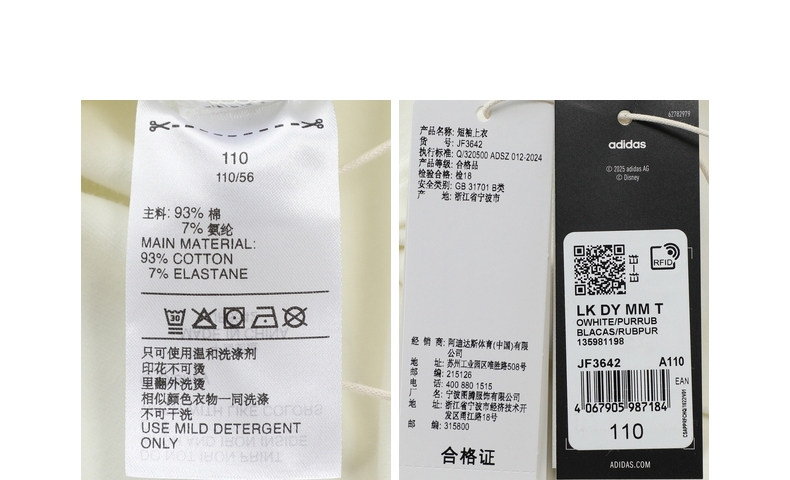 110
110/56
主料: 93% 棉
7% 氨纶
MAIN MATERIAL:
93% COTTON
7% ELASTANE
30
只可使用温和洗涤剂
印花不可烫
里翻外洗烫
相似颜色衣物一同洗涤
不可干洗
USE MILD DETERGENT
ONLY
产品名称: 短袖上衣
货 号: JF3642
执行标准: Q/320500 ADSZ 012-2024
产品等级: 合格品
检验合格: 检18
安全类别: GB 31701 B类
产 地: 浙江省宁波市
经 销 商: 阿迪达斯体育(中国)有限
公司
地 址: 苏州工业园区唯胜路508号
邮 编: 215126
电 话: 400 880 1515
厂 名: 宁波图腾服饰有限公司
地 址: 浙江省宁波市经济技术开
发区甬江路18号
邮 编: 315800
合格证
67782979
adidas
© 2025 adidas AG
© Disney
RFID
LK DY MM T
OWHITE/PURRUB
BLACAS/RUBPUR
135981198
JF3642 A110
EAN
4 067905 987184
110
ADIDAS.COM